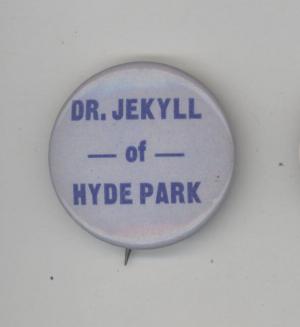 DR. JEKYLL
— of —
HYDE PARK